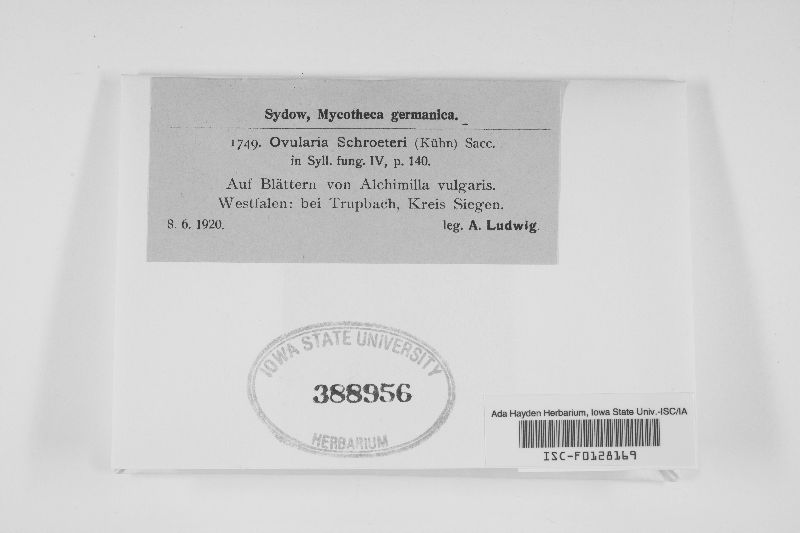 Sydow, Mycotheca germanica.
1749. Ovularia Schroeteri (Kühn) Sacc.
in Syll. fung. IV, p. 140.
Auf Blättern von Alchimilla vulgaris.
Westfalen: bei Trupbach, Kreis Siegen.
8. 6. 1920. leg. A. Ludwig.
IOWA STATE UNIVERSITY
388956
HERBARIUM
Ada Hayden Herbarium, Iowa State Univ.-ISC/IA
ISC-F0128169